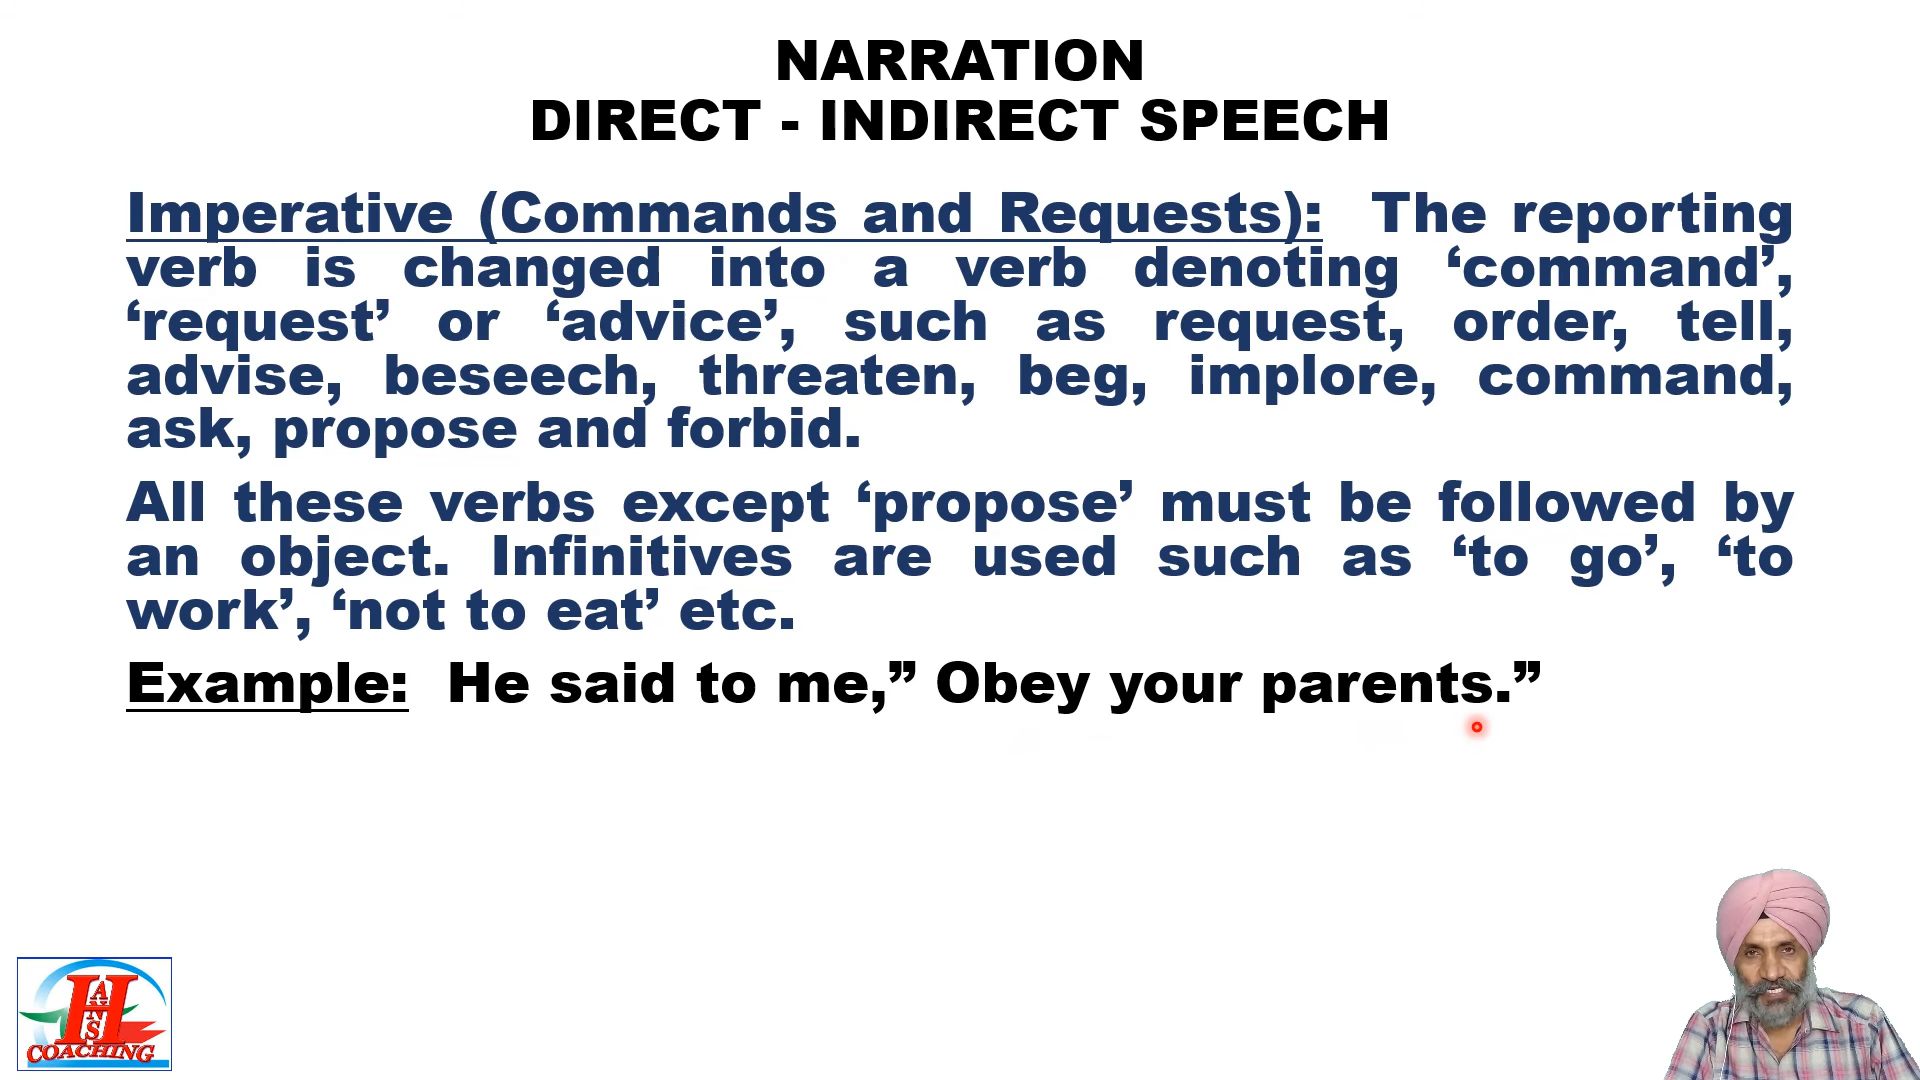 NARRATION
DIRECT - INDIRECT SPEECH
Imperative (Commands and Requests): The reporting
verb is changed into a verb denoting ‘command’,
‘request’ or ‘advice’, such as request, order, tell,
advise, beseech, threaten, beg, implore, command,
ask, propose and forbid.
All these verbs except ‘propose’ must be followed by
an object. Infinitives are used such as ‘to go’, ‘to
work’, ‘not to eat’ etc.
Example: He said to me,” Obey your parents.”
H
COACHING